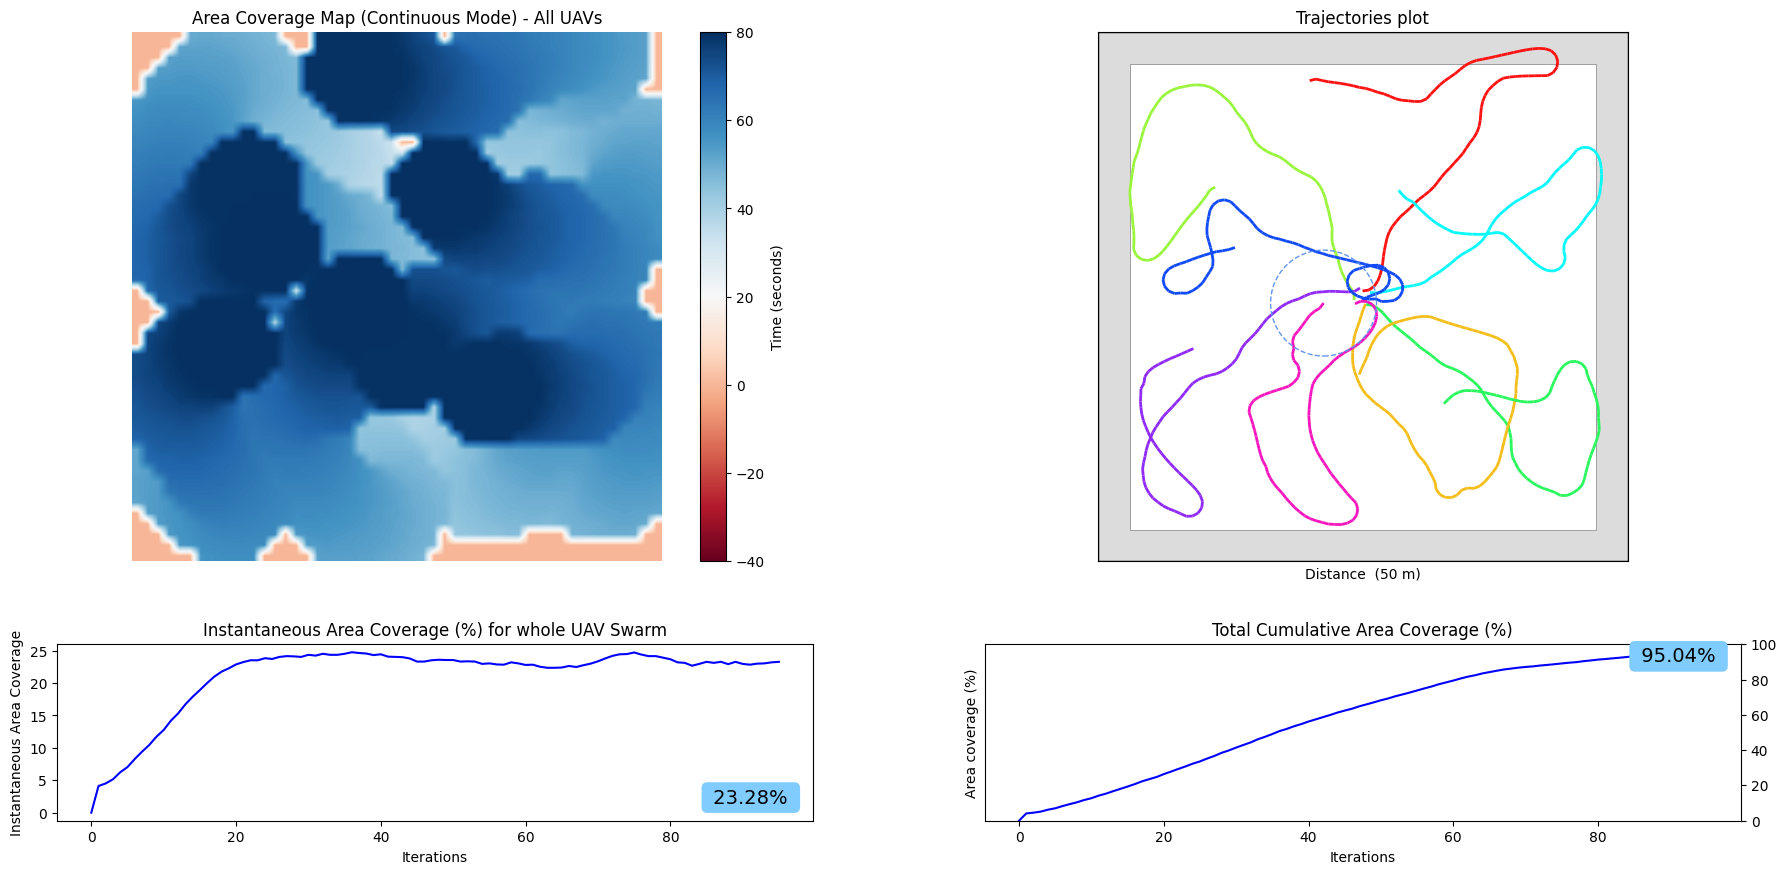 Area Coverage Map (Continuous Mode) - All UAVs
80
60
40
20
0
−20
−40
Time (seconds)
Trajectories plot
Distance  (50 m)
Instantaneous Area Coverage (%) for whole UAV Swarm
Instantaneous Area Coverage
25
20
15
10
5
0
23.28%
0 20 40 60 80
Iterations
Total Cumulative Area Coverage (%)
Area coverage (%)
95.04%
100
80
60
40
20
0
0 20 40 60 80
Iterations